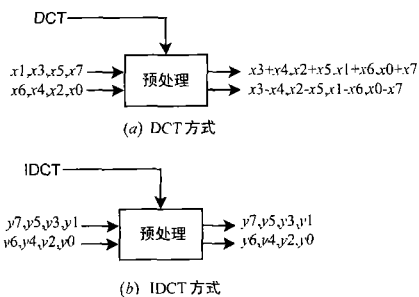 DCT
x1,x3,x5,x7
x6,x4,x2,x0
预处理
x3+x4,x2+x5,x1+x6,x0+x7
x3-x4,x2-x5,x1-x6,x0-x7
(a) DCT方式
IDCT
y7,y5,y3,y1
y6,y4,y2,y0
预处理
y7,y5,y3,y1
y6,y4,y2,y0
(b) IDCT方式